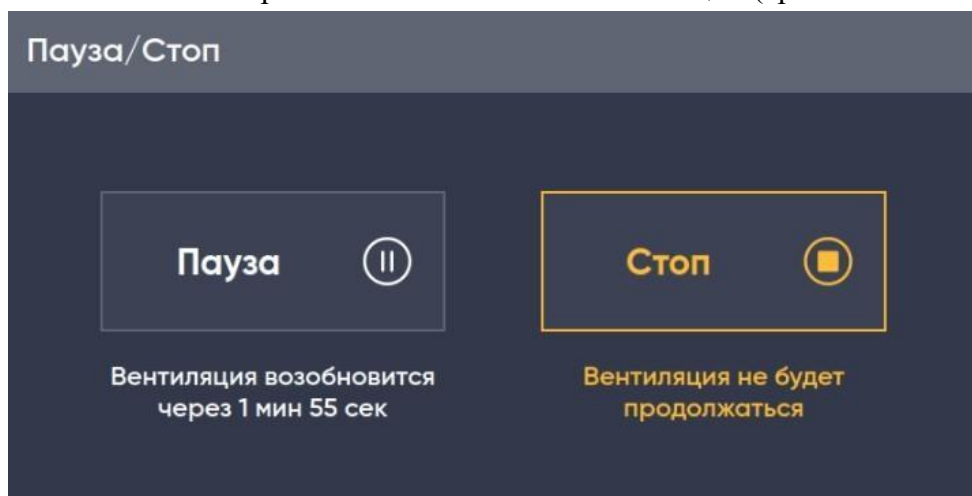 Пауза/Стоп
Пауза
Стоп
Вентиляция возобновится
через 1 мин 55 сек
Вентиляция не будет
продолжаться